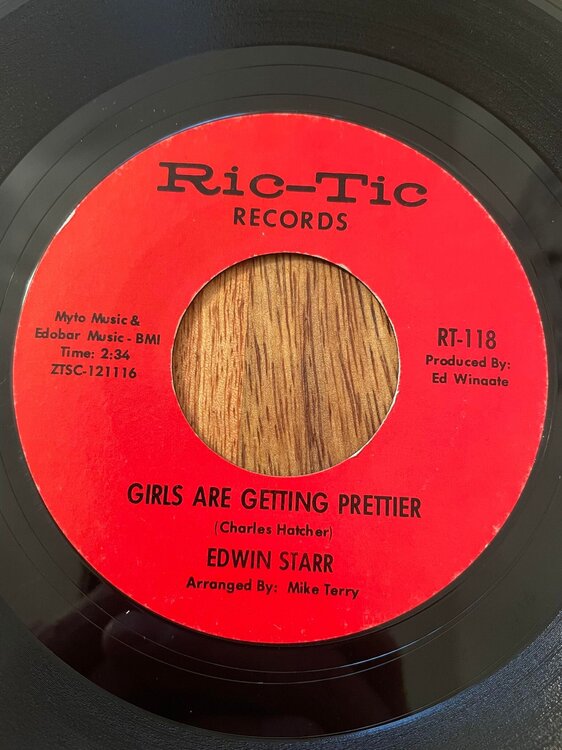 Ric-Tic
RECORDS
Myto Music &
Edobar Music - BMI
Time: 2:34
ZTSC-121116
RT-118
Produced By:
Ed Wingate
GIRLS ARE GETTING PRETTIER
(Charles Hatcher)
EDWIN STARR
Arranged By: Mike Terry